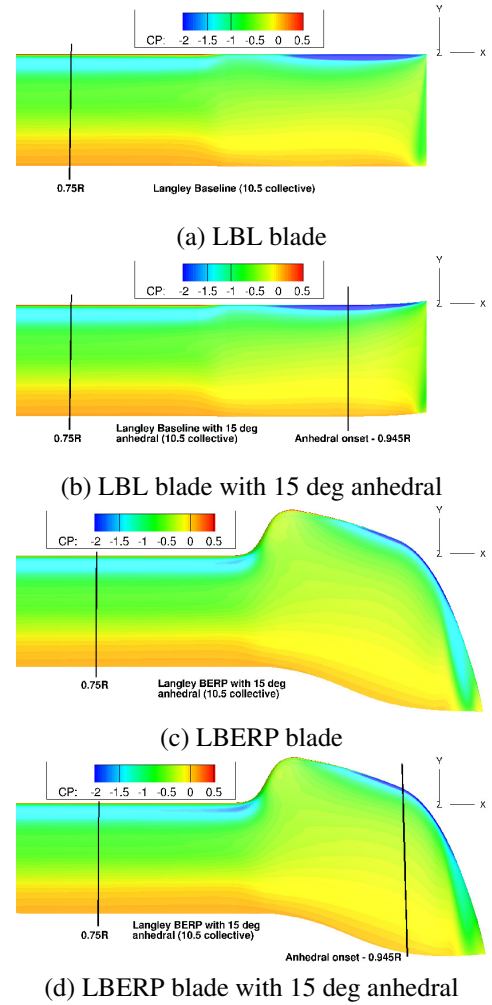 CP: -2 -1.5 -1 -0.5 0 0.5
Y
Z X
0.75R Langley Baseline (10.5 collective)
(a) LBL blade
CP: -2 -1.5 -1 -0.5 0 0.5
Y
Z X
0.75R Langley Baseline with 15 deg
anhedral (10.5 collective) Anhedral onset - 0.945R
(b) LBL blade with 15 deg anhedral
CP: -2 -1.5 -1 -0.5 0 0.5
Y
Z X
0.75R Langley BERP with 15 deg
anhedral (10.5 collective)
(c) LBERP blade
CP: -2 -1.5 -1 -0.5 0 0.5
Y
Z X
0.75R Langley BERP with 15 deg
anhedral (10.5 collective)
Anhedral onset - 0.945R
(d) LBERP blade with 15 deg anhedral